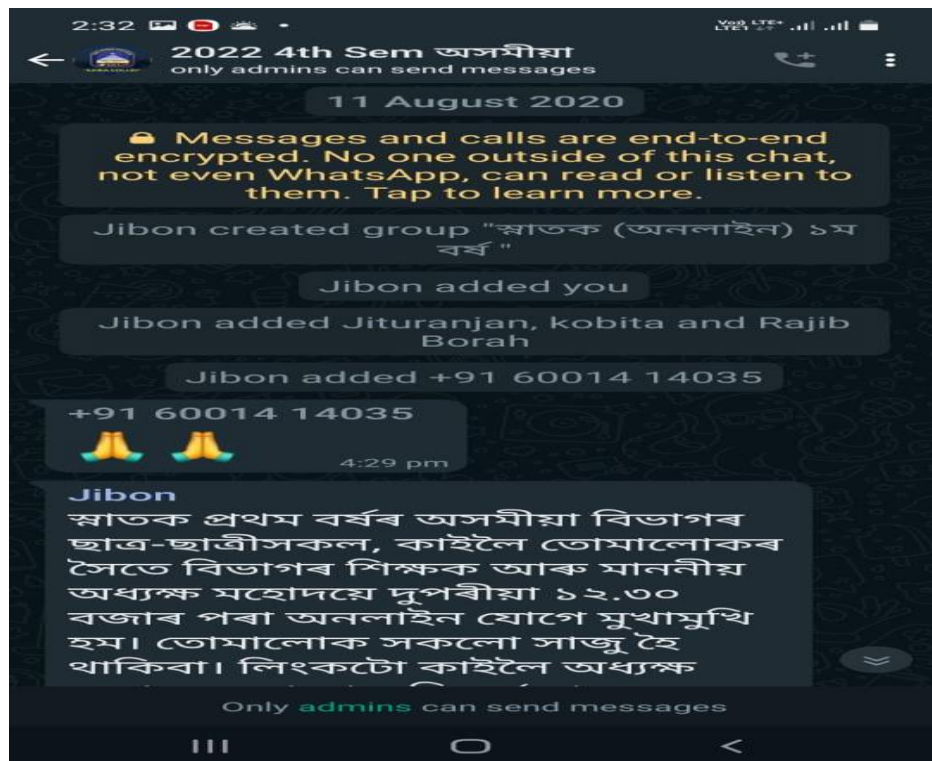 2:32
Voo) LTE+
LTE1
2022 4th Sem অসমীয়া
only admins can send messages
11 August 2020
Messages and calls are end-to-end
encrypted. No one outside of this chat,
not even WhatsApp, can read or listen to
them. Tap to learn more.
Jibon created group "স্নাতক (অনলাইন) ১ম
বৰ্ষ "
Jibon added you
Jibon added Jituranjan, kobita and Rajib
Borah
Jibon added +91 60014 14035
+91 60014 14035
4:29 pm
Jibon
স্নাতক প্ৰথম বৰ্ষৰ অসমীয়া বিভাগৰ
ছাত্ৰ-ছাত্ৰীসকল, কাইলৈ তোমালোকৰ
সৈতে বিভাগৰ শিক্ষক আৰু মাননীয়
অধ্যক্ষ মহোদয়ে দুপৰীয়া ১২.৩০
বজাৰ পৰা অনলাইন যোগে মুখামুখি
হম। তোমালোক সকলো সাজু হৈ
থাকিবা। লিংকটো কাইলৈ অধ্যক্ষ
Only admins can send messages